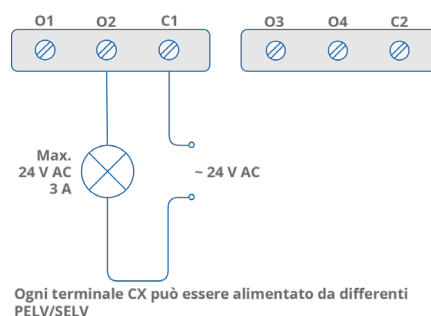 O1 O2 C1 O3 O4 C2
Max.
24 V AC
3 A
~ 24 V AC
Ogni terminale CX può essere alimentato da differenti
PELV/SELV